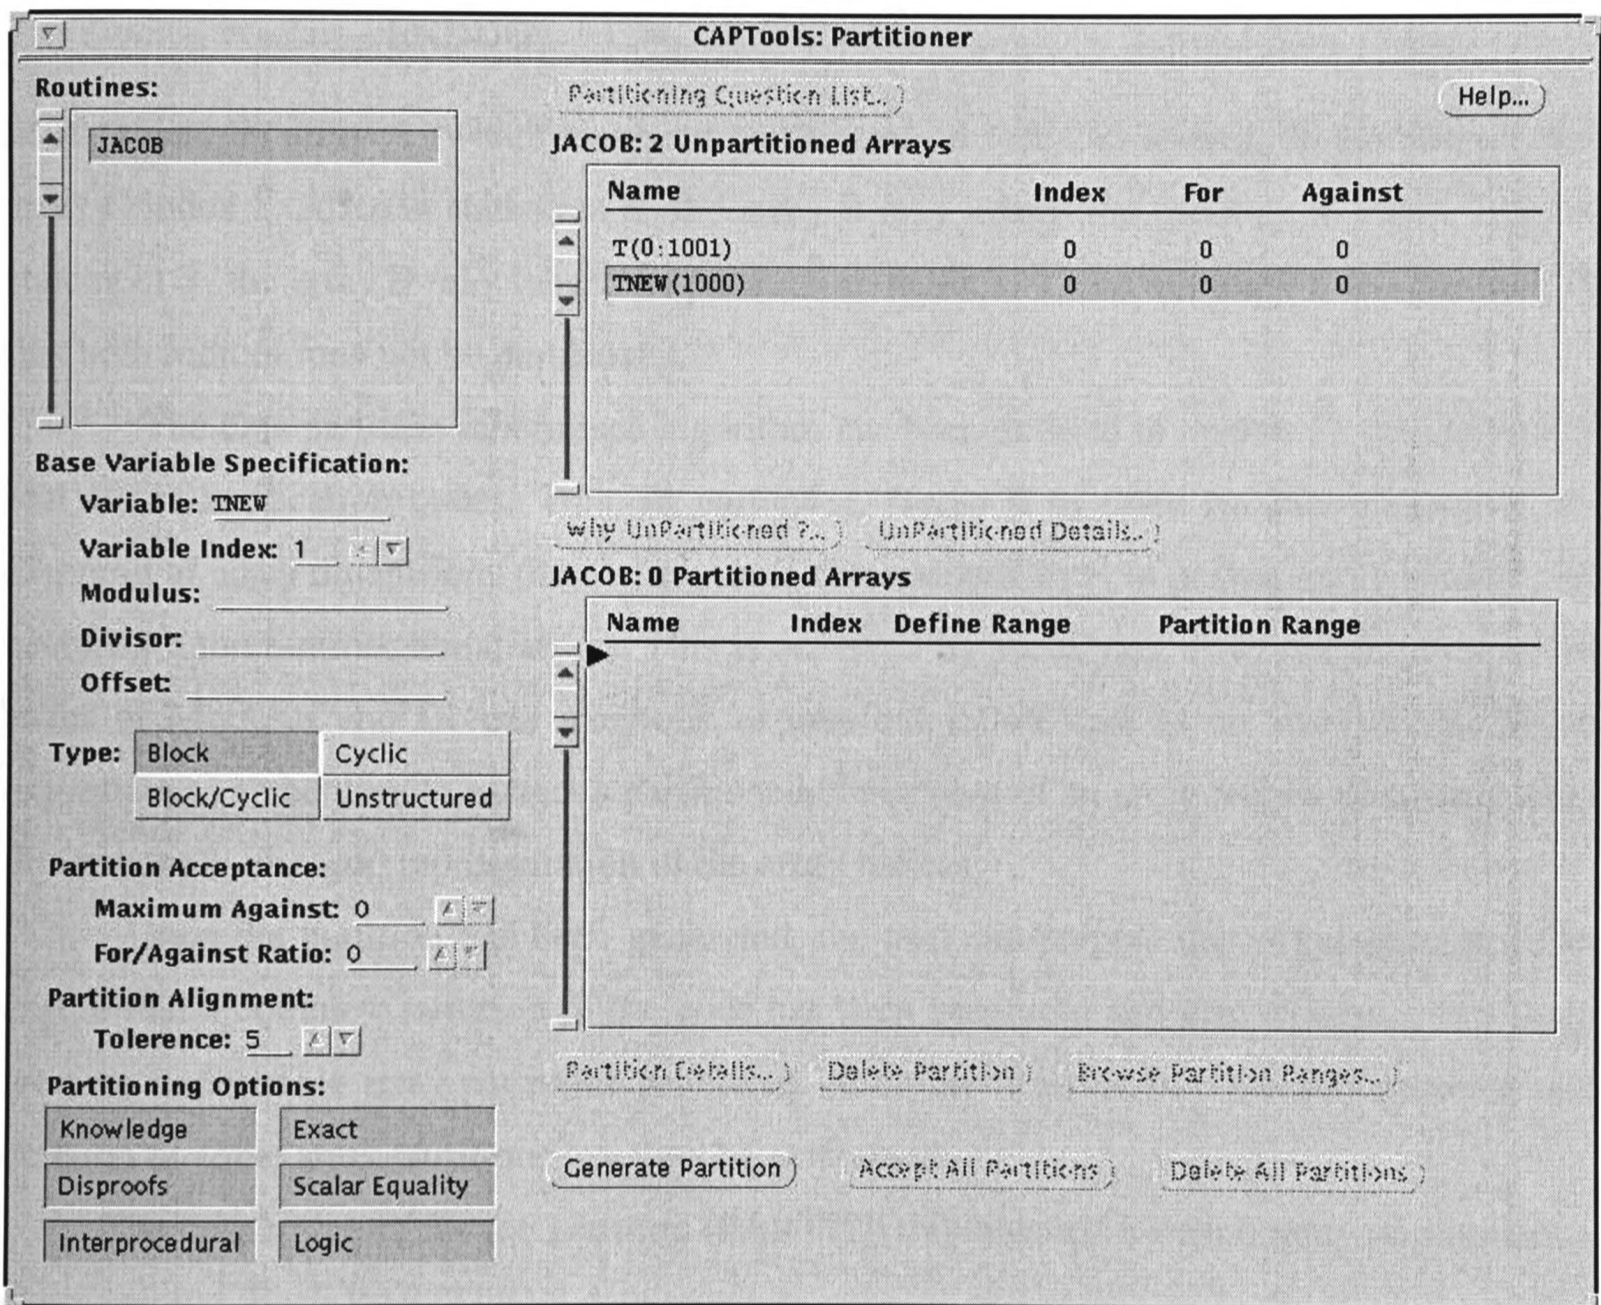 CAPTools: Partitioner
Routines:
JACOB
Partitioning Question List...
Help...
JACOB: 2 Unpartitioned Arrays
Name Index For Against
T(0:1001) 0 0 0
TNEW(1000) 0 0 0
Why UnPartitioned ?... UnPartitioned Details...
JACOB: 0 Partitioned Arrays
Name Index Define Range Partition Range
Base Variable Specification:
Variable: TNEW
Variable Index: 1
Modulus:
Divisor:
Offset:
Type: Block Cyclic
Block/Cyclic Unstructured
Partition Acceptance:
Maximum Against: 0
For/Against Ratio: 0
Partition Alignment:
Tolerence: 5
Partitioning Options:
Knowledge Exact
Disproofs Scalar Equality
Interprocedural Logic
Partition Details... Delete Partition Browse Partition Ranges...
Generate Partition Accept All Partitions Delete All Partitions